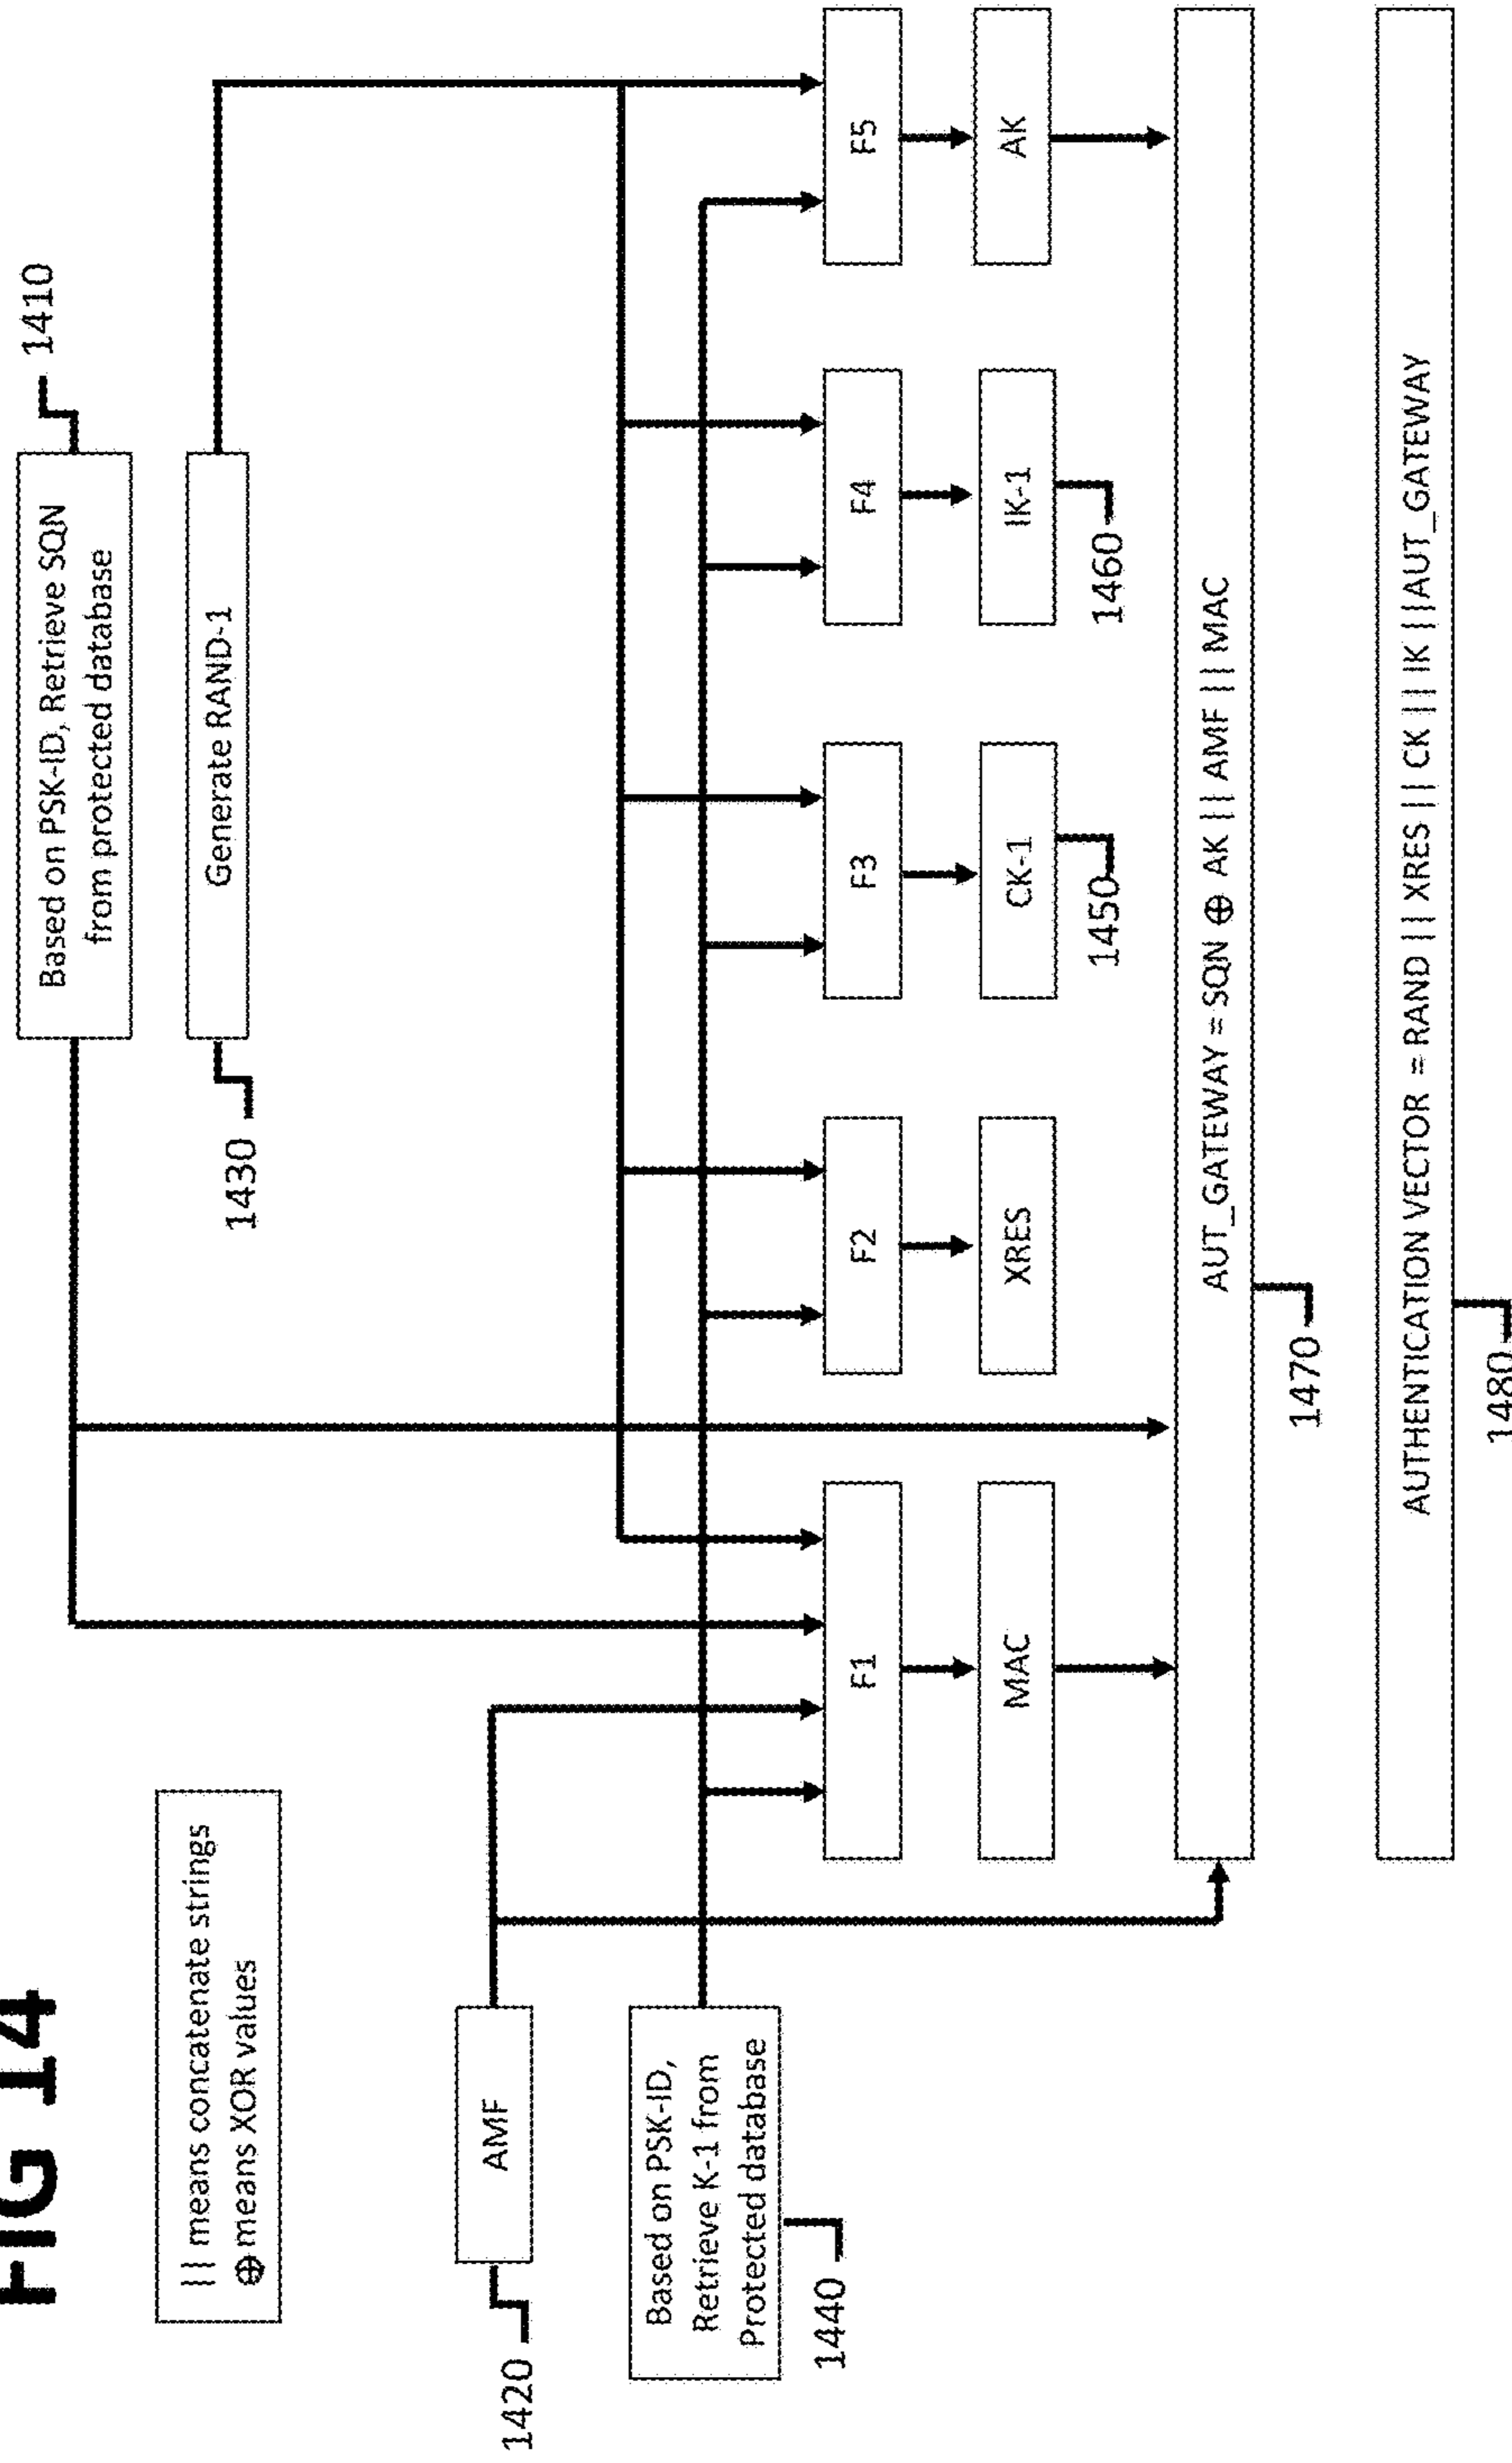 FIG 14
|| means concatenate strings
⊕ means XOR values
Based on PSK-ID, Retrieve SQN
from protected database
1410
Generate RAND-1
1430
AMF
1420
Based on PSK-ID,
Retrieve K-1 from
Protected database
1440
F1
F2
F3
F4
F5
MAC
XRES
CK-1
IK-1
AK
1450
1460
AUT_GATEWAY = SQN ⊕ AK || AMF || MAC
1470
AUTHENTICATION VECTOR = RAND || XRES || CK || IK ||AUT_GATEWAY
1480